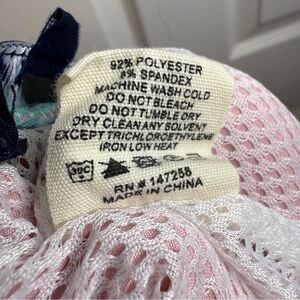 92% POLYESTER
8% SPANDEX
MACHINE WASH COLD
DO NOT BLEACH
DO NOT TUMBLE DRY
DRY CLEAN ANY SOLVENT
EXCEPT TRICHLOROETHYLENE
IRON LOW HEAT
30C
RN # 147258
MADE IN CHINA